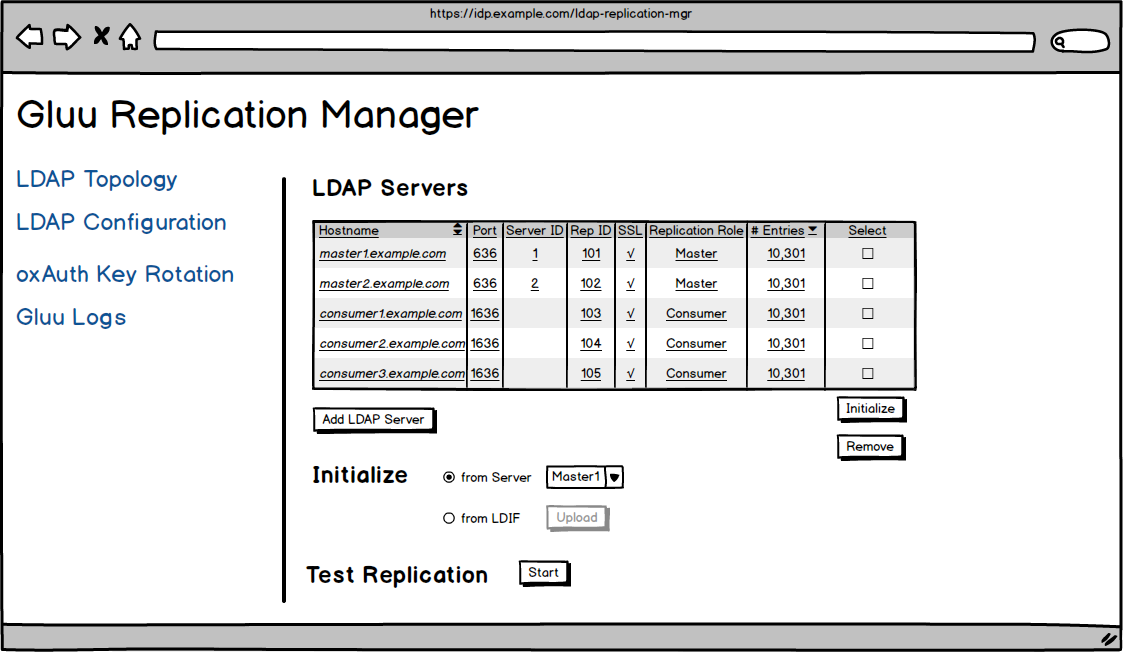 https://idp.example.com/ldap-replication-mgr
Gluu Replication Manager
LDAP Topology
LDAP Configuration
oxAuth Key Rotation
Gluu Logs
LDAP Servers
Hostname Port Server ID Rep ID SSL Replication Role # Entries Select
master1.example.com 636 1 101 √ Master 10,301
master2.example.com 636 2 102 √ Master 10,301
consumer1.example.com 1636 103 √ Consumer 10,301
consumer2.example.com 1636 104 √ Consumer 10,301
consumer3.example.com 1636 105 √ Consumer 10,301
Add LDAP Server
Initialize
Remove
Initialize from Server Master1
from LDIF Upload
Test Replication Start